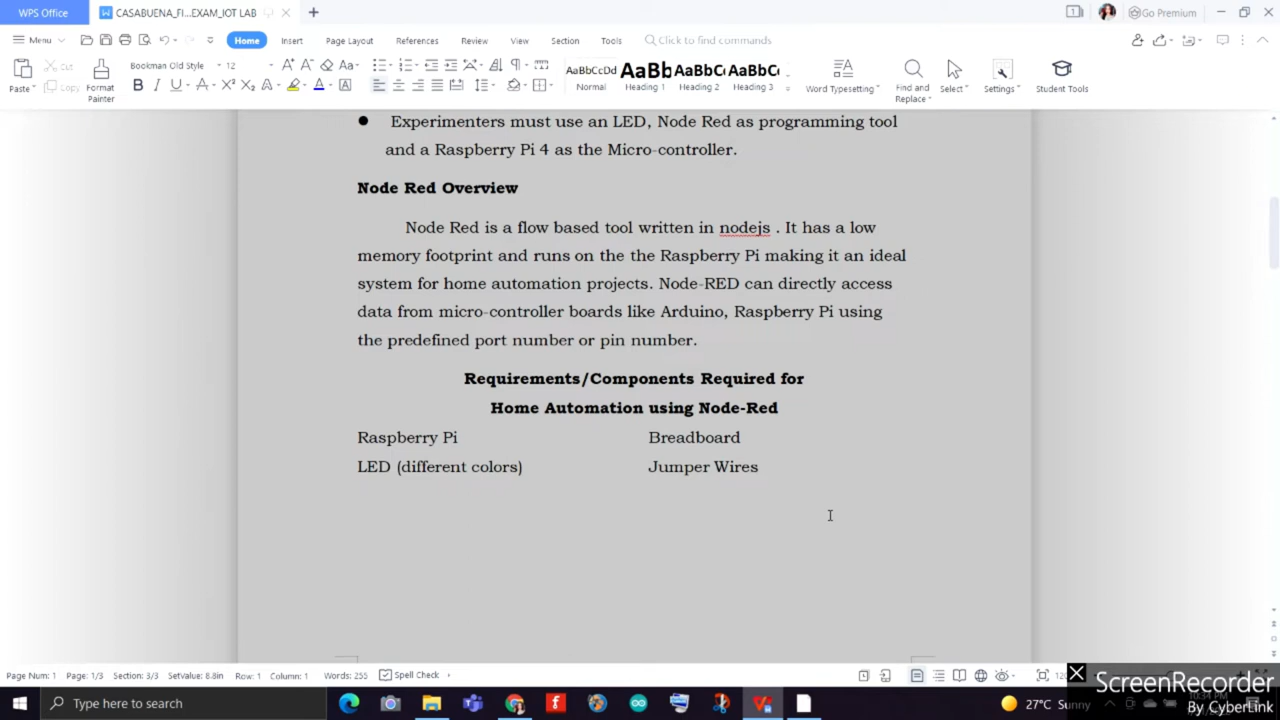 WPS Office
CASABUENA_FI...EXAM_IOT LAB
Go Premium
Menu
Home
Insert
Page Layout
References
Review
View
Section
Tools
Click to find commands
Paste
Cut
Copy
Format Painter
Bookman Old Style
12
AaBbCcDd
Normal
AaBb
Heading 1
AaBbC
Heading 2
AaBbC
Heading 3
Word Typesetting
Find and Replace
Select
Settings
Student Tools
● Experimenters must use an LED, Node Red as programming tool
and a Raspberry Pi 4 as the Micro-controller.
Node Red Overview
Node Red is a flow based tool written in nodejs . It has a low
memory footprint and runs on the the Raspberry Pi making it an ideal
system for home automation projects. Node-RED can directly access
data from micro-controller boards like Arduino, Raspberry Pi using
the predefined port number or pin number.
Requirements/Components Required for
Home Automation using Node-Red
Raspberry Pi Breadboard
LED (different colors) Jumper Wires
Page Num: 1 Page: 1/3 Section: 3/3 SetValue: 8.8in Row: 1 Column: 1 Words: 255 Spell Check
Type here to search
27°C Sunny
ScreenRecorder
By CyberLink